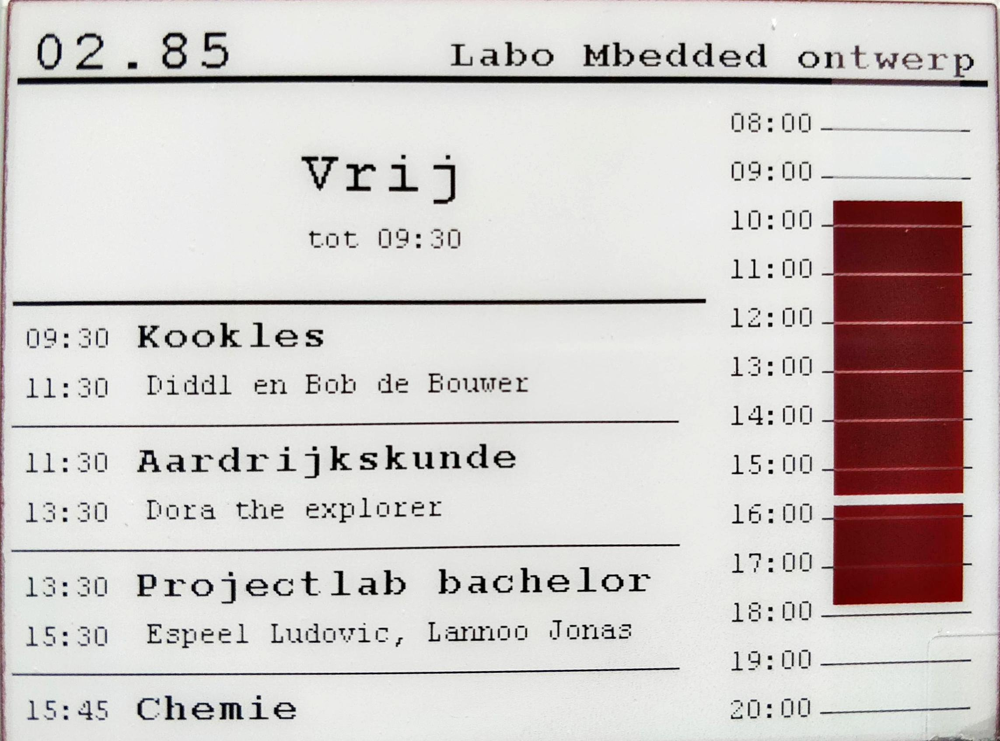 02.85 Labo Mbedded ontwerp
Vrij
tot 09:30
09:30 Kookles
11:30 Diddl en Bob de Bouwer
11:30 Aardrijkskunde
13:30 Dora the explorer
13:30 Projectlab bachelor
15:30 Espeel Ludovic, Lannoo Jonas
15:45 Chemie
08:00
09:00
10:00
11:00
12:00
13:00
14:00
15:00
16:00
17:00
18:00
19:00
20:00